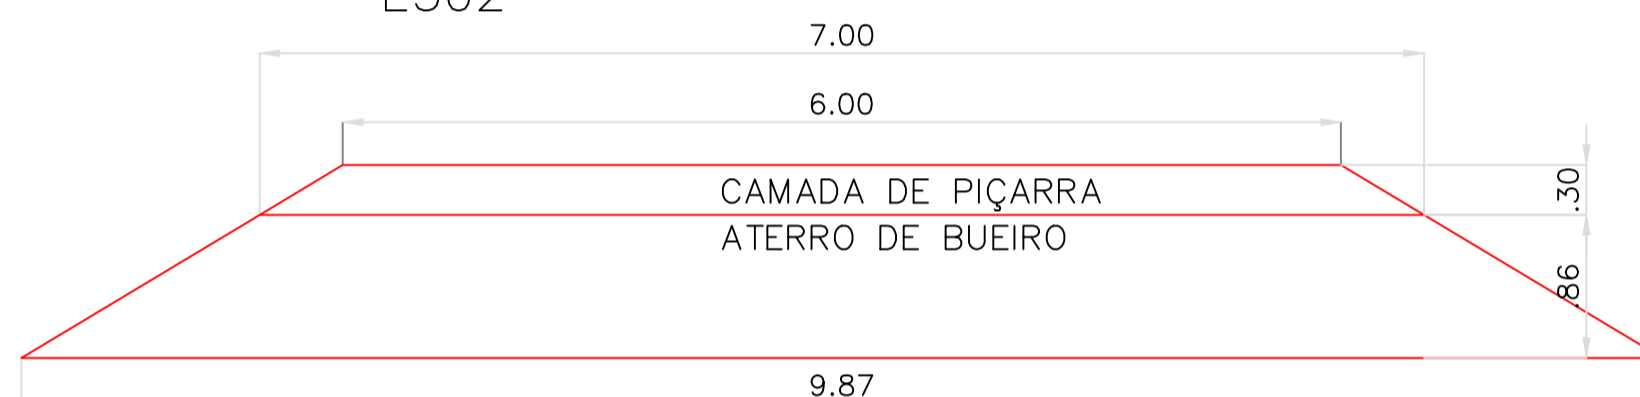 7.00
6.00
CAMADA DE PIÇARRA
.30
ATERRO DE BUEIRO
.86
9.87